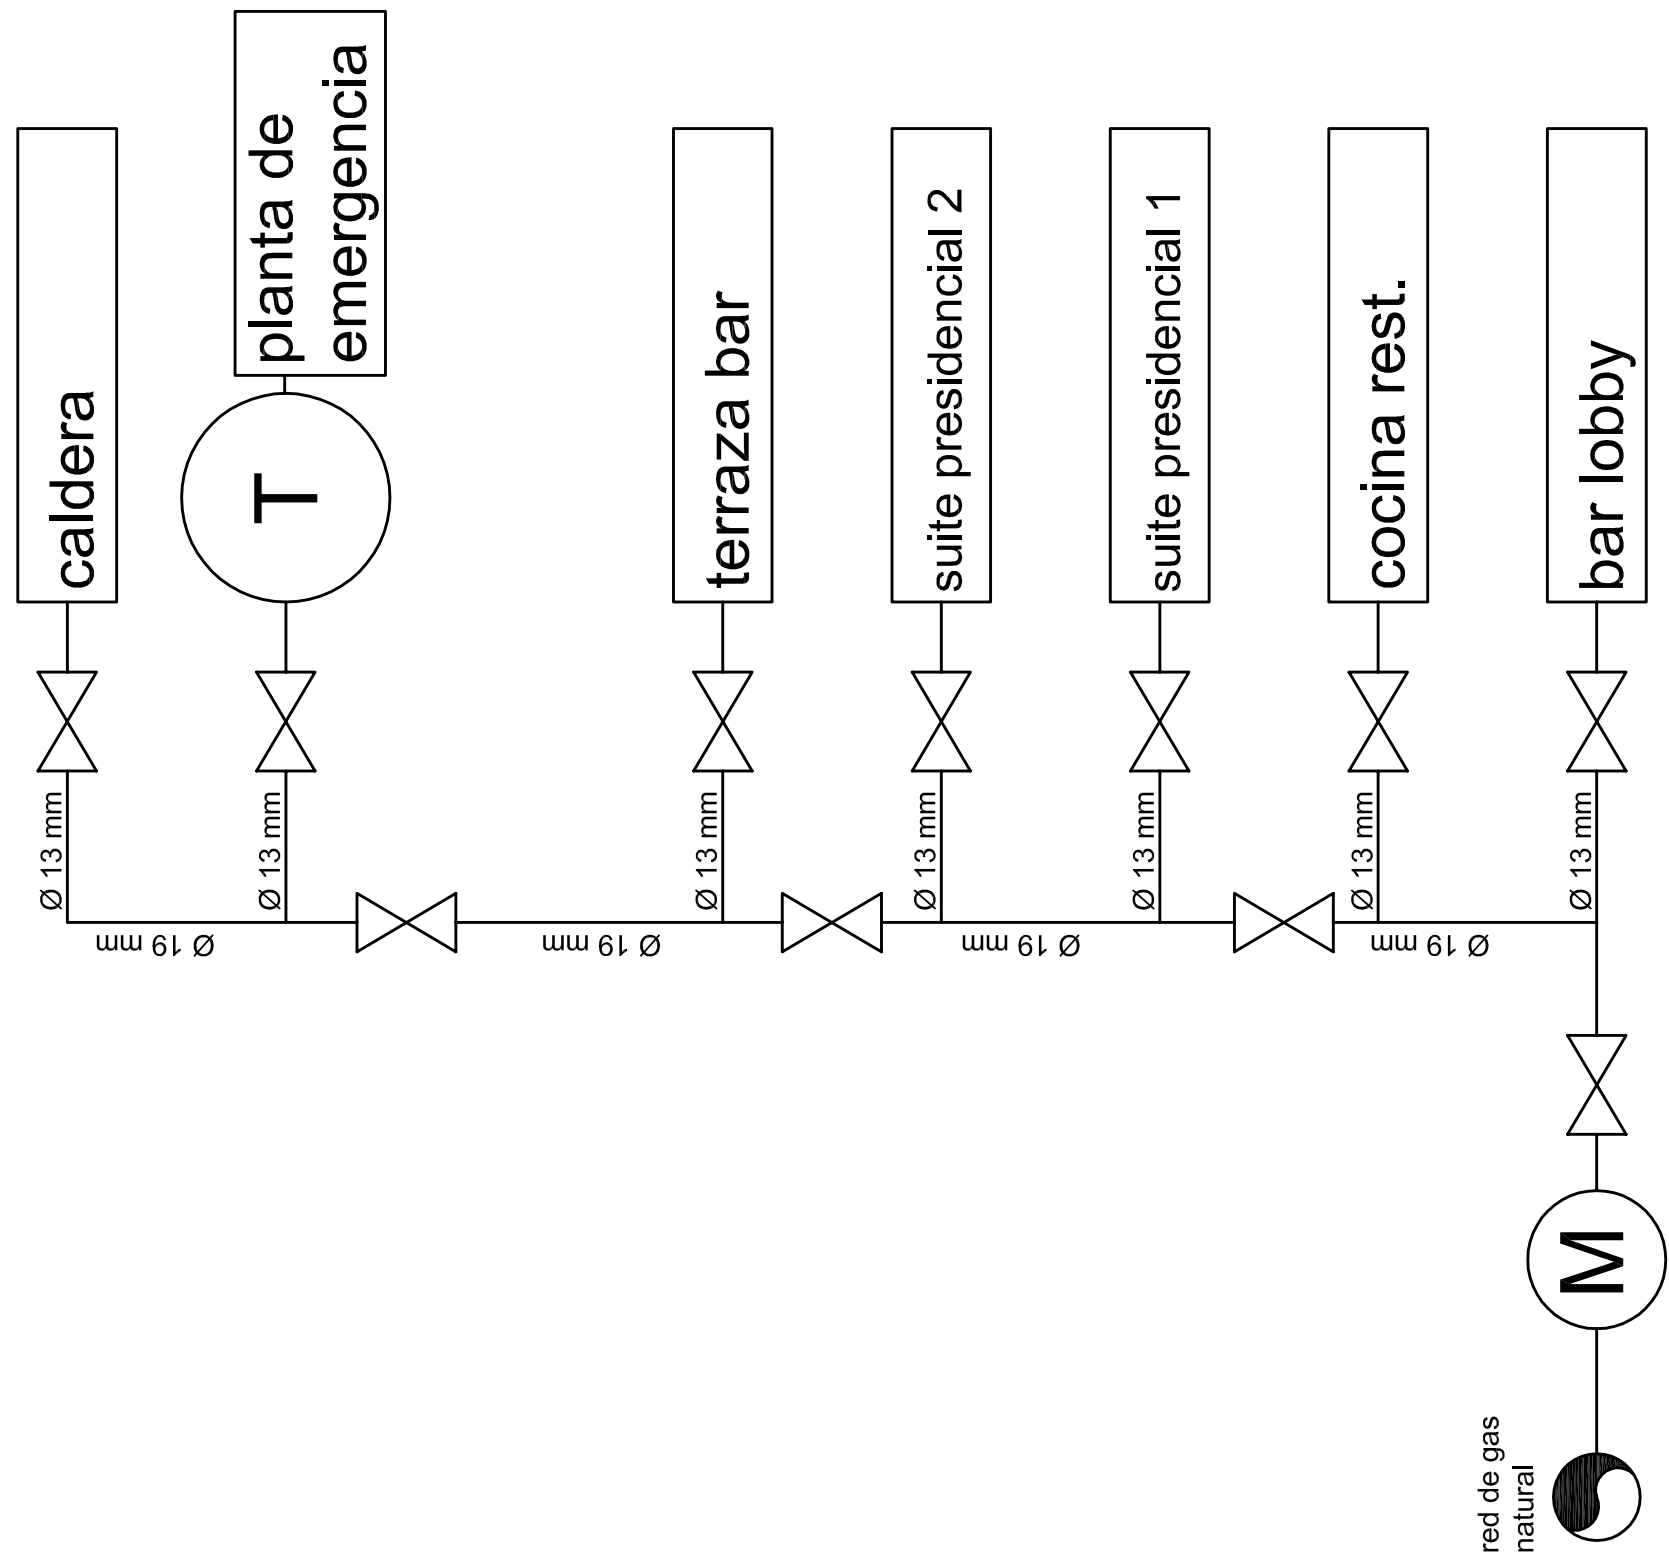 caldera
planta de
emergencia
T
terraza bar
suite presidencial 2
suite presidencial 1
cocina rest.
bar lobby
Ø 13 mm
Ø 13 mm
Ø 13 mm
Ø 13 mm
Ø 13 mm
Ø 13 mm
Ø 13 mm
Ø 19 mm
Ø 19 mm
Ø 19 mm
Ø 19 mm
M
red de gas
natural